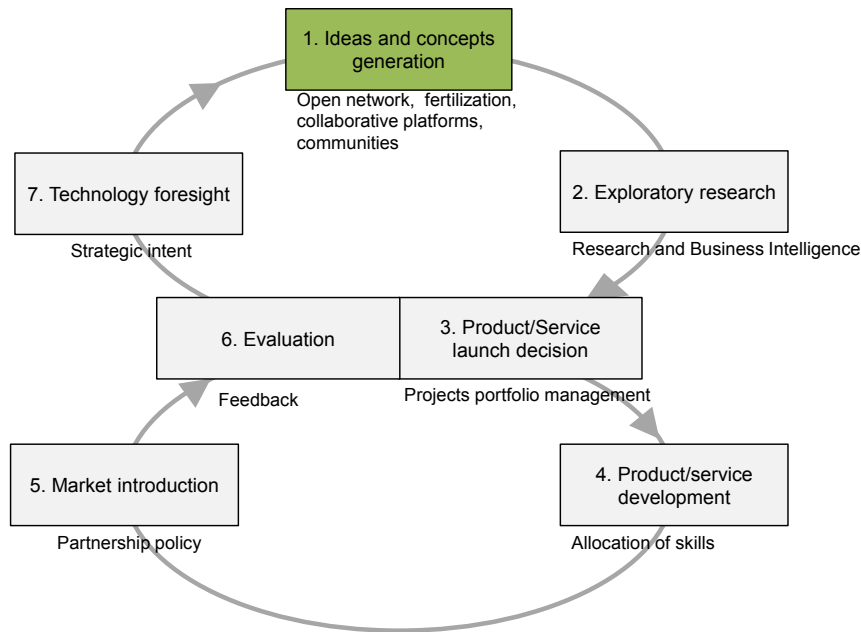 1. Ideas and concepts
generation
Open network, fertilization,
collaborative platforms,
communities
7. Technology foresight
Strategic intent
2. Exploratory research
Research and Business Intelligence
6. Evaluation
Feedback
3. Product/Service
launch decision
Projects portfolio management
5. Market introduction
Partnership policy
4. Product/service
development
Allocation of skills